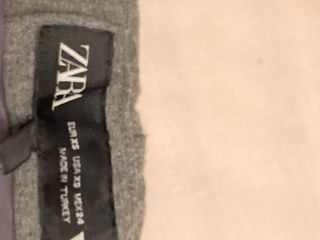 ZARA
EUR XS USA XS MEX 24
MADE IN TURKEY